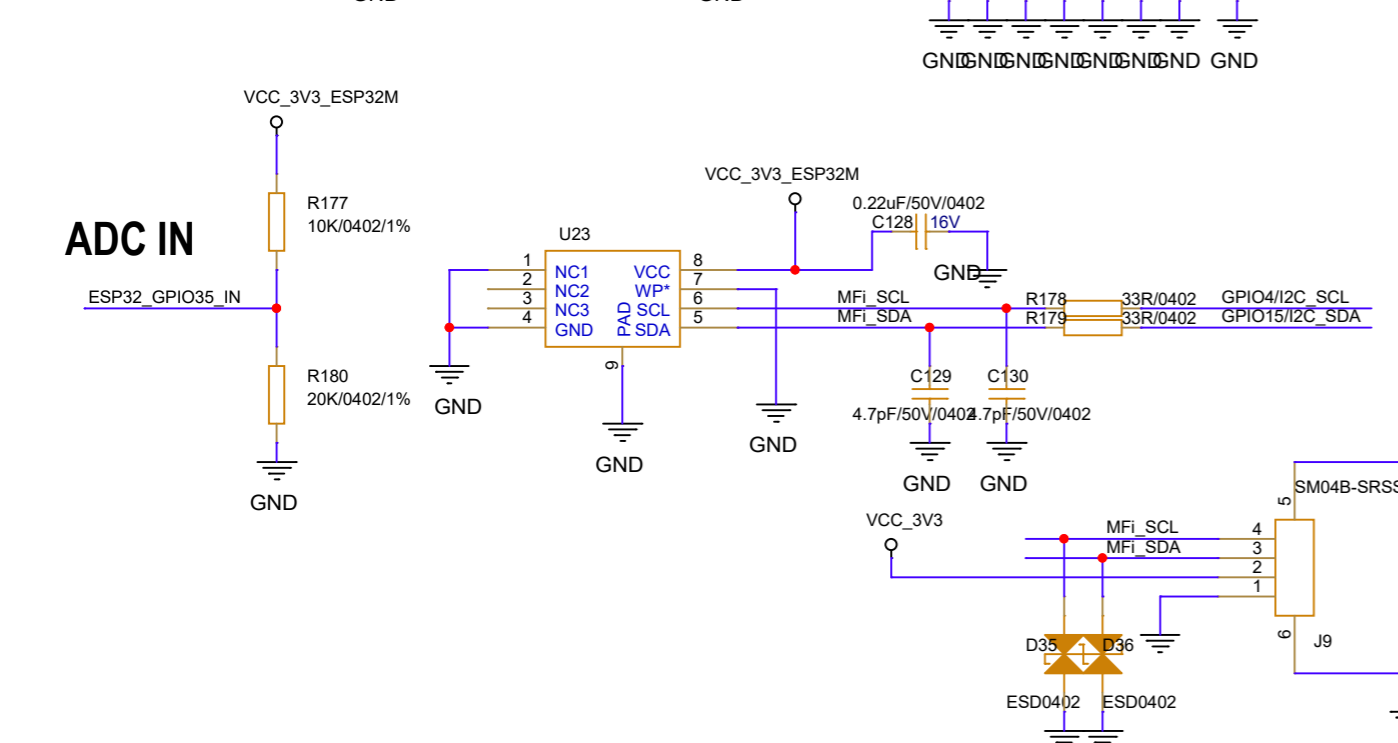 GND GND
GND GND GND GND GND GND GND GND
VCC_3V3_ESP32M
R177
10K/0402/1%
ADC IN
ESP32_GPIO35_IN
R180
20K/0402/1%
GND
VCC_3V3_ESP32M
0.22uF/50V/0402
C128 16V
GND
U23
1 NC1 VCC 8
2 NC2 WP* 7
3 NC3 SCL 6
4 GND SDA 5
PAD
9
GND
GND
GND
MFi_SCL R178 33R/0402 GPIO4/I2C_SCL
MFi_SDA R179 33R/0402 GPIO15/I2C_SDA
C129 C130
4.7pF/50V/0402 4.7pF/50V/0402
GND GND
VCC_3V3
MFi_SCL 4
MFi_SDA 3
2
1
5
SM04B-SRSS
6
J9
D35 D36
ESD0402 ESD0402